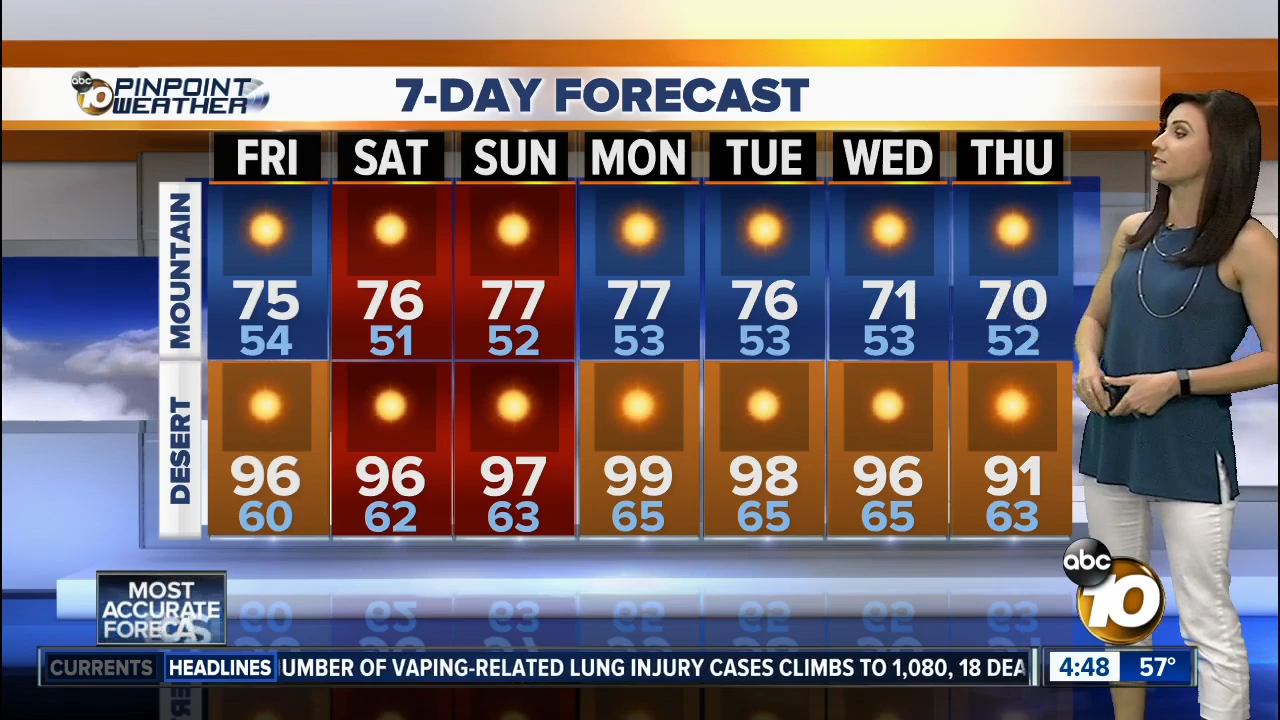 abc 10 PINPOINT WEATHER
7-DAY FORECAST
FRI SAT SUN MON TUE WED THU
MOUNTAIN
75 76 77 77 76 71 70
54 51 52 53 53 53 52
DESERT
96 96 97 99 98 96 91
60 62 63 65 65 65 63
abc 10
MOST
ACCURATE
CURRENTS HEADLINES UMBER OF VAPING-RELATED LUNG INJURY CASES CLIMBS TO 1,080, 18 DEA 4:48 57°